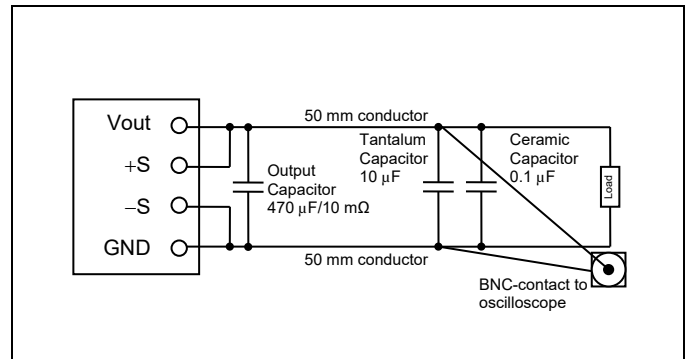 Vout
+S
−S
GND
50 mm conductor
Output
Capacitor
470 μF/10 mΩ
Tantalum
Capacitor
10 μF
Ceramic
Capacitor
0.1 μF
Load
50 mm conductor
BNC-contact to
oscilloscope